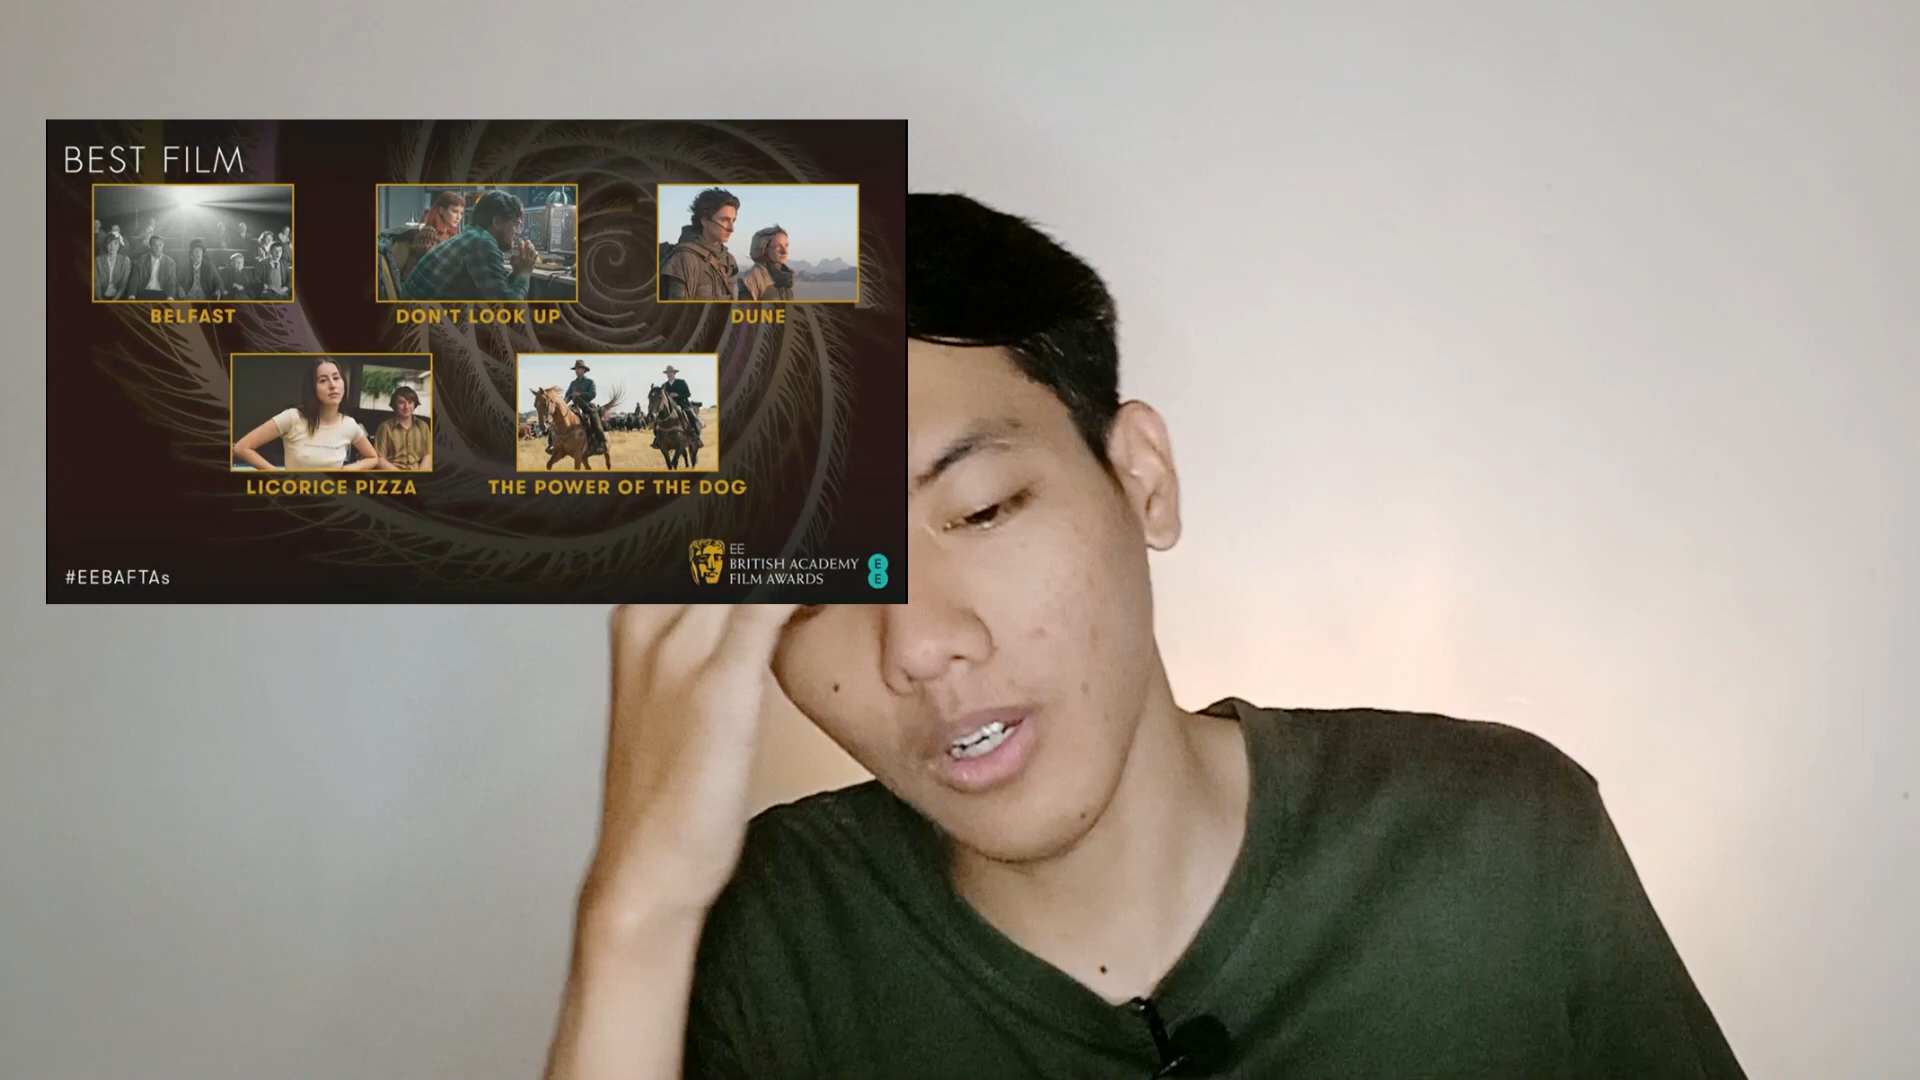 BEST FILM
BELFAST
DON'T LOOK UP
DUNE
LICORICE PIZZA
THE POWER OF THE DOG
#EEBAFTAs
EE
BRITISH ACADEMY
FILM AWARDS
E
E